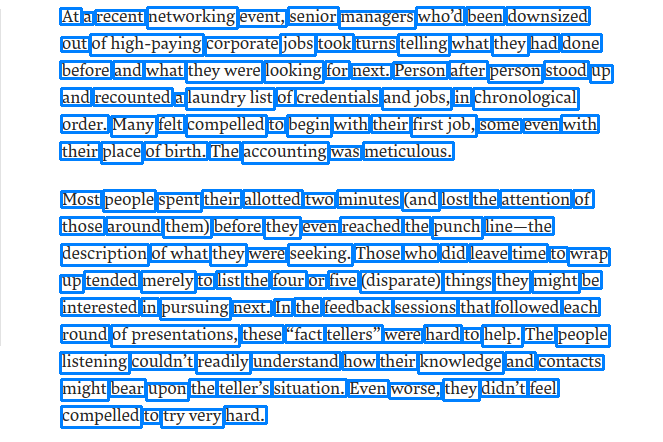 At a recent networking event, senior managers who’d been downsized
out of high-paying corporate jobs took turns telling what they had done
before and what they were looking for next. Person after person stood up
and recounted a laundry list of credentials and jobs, in chronological
order. Many felt compelled to begin with their first job, some even with
their place of birth. The accounting was meticulous.
Most people spent their allotted two minutes (and lost the attention of
those around them) before they even reached the punch line—the
description of what they were seeking. Those who did leave time to wrap
up tended merely to list the four or five (disparate) things they might be
interested in pursuing next. In the feedback sessions that followed each
round of presentations, these “fact tellers” were hard to help. The people
listening couldn’t readily understand how their knowledge and contacts
might bear upon the teller’s situation. Even worse, they didn’t feel
compelled to try very hard.